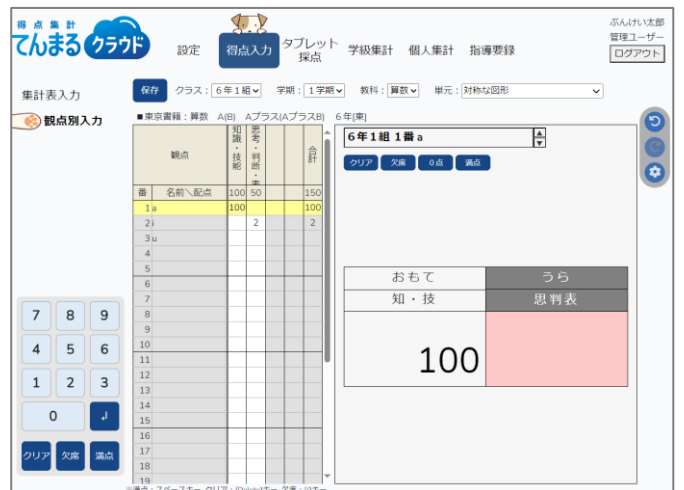 得点集計
てんまるクラウド
設定
得点入力
タブレット
採点
学級集計
個人集計
指導要録
ぶんけい太郎
管理ユーザー
ログアウト
集計表入力
観点別入力
保存 クラス：6年1組 学期：1学期 教科：算数 単元：対称な図形
■東京書籍：算数 A(B) Aプラス(Aプラスβ) 6年[東]
観点 知識・技能 思考・判断・表 合計
番 名前＼配点 100 50 150
1 a 100 100
2 i 2 2
3 u
4
5
6
7
8
9
10
11
12
13
14
15
16
17
18
19
6年1組 1番 a
クリア 欠席 0点 満点
おもて うら
知・技 思判表
100
7 8 9
4 5 6
1 2 3
0 ↲
クリア 欠席 満点